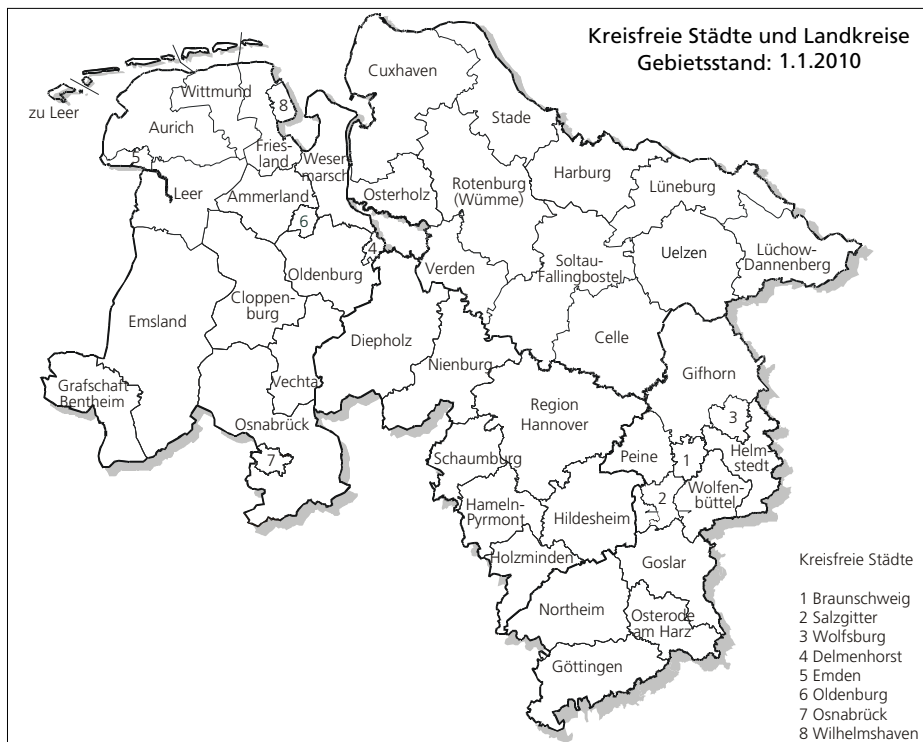 Kreisfreie Städte und Landkreise
Gebietsstand: 1.1.2010
Cuxhaven
Wittmund
zu Leer
8
Stade
Aurich
Fries-
land
Weser-
marsch
5
Harburg
Leer
Ammerland
Osterholz
Rotenburg
(Wümme)
Lüneburg
6
4
Oldenburg
Verden
Soltau-
Fallingbostel
Uelzen
Lüchow-
Dannenberg
Cloppen-
burg
Emsland
Diepholz
Celle
Nienburg
Gifhorn
Grafschaft
Bentheim
Vechta
Region
Hannover
3
Osnabrück
7
Schaumburg
Peine
1
Helm-
stedt
2
Wolfen-
büttel
Hameln-
Pyrmont
Hildesheim
Holzminden
Goslar
Northeim
Osterode
am Harz
Göttingen
Kreisfreie Städte
1 Braunschweig
2 Salzgitter
3 Wolfsburg
4 Delmenhorst
5 Emden
6 Oldenburg
7 Osnabrück
8 Wilhelmshaven